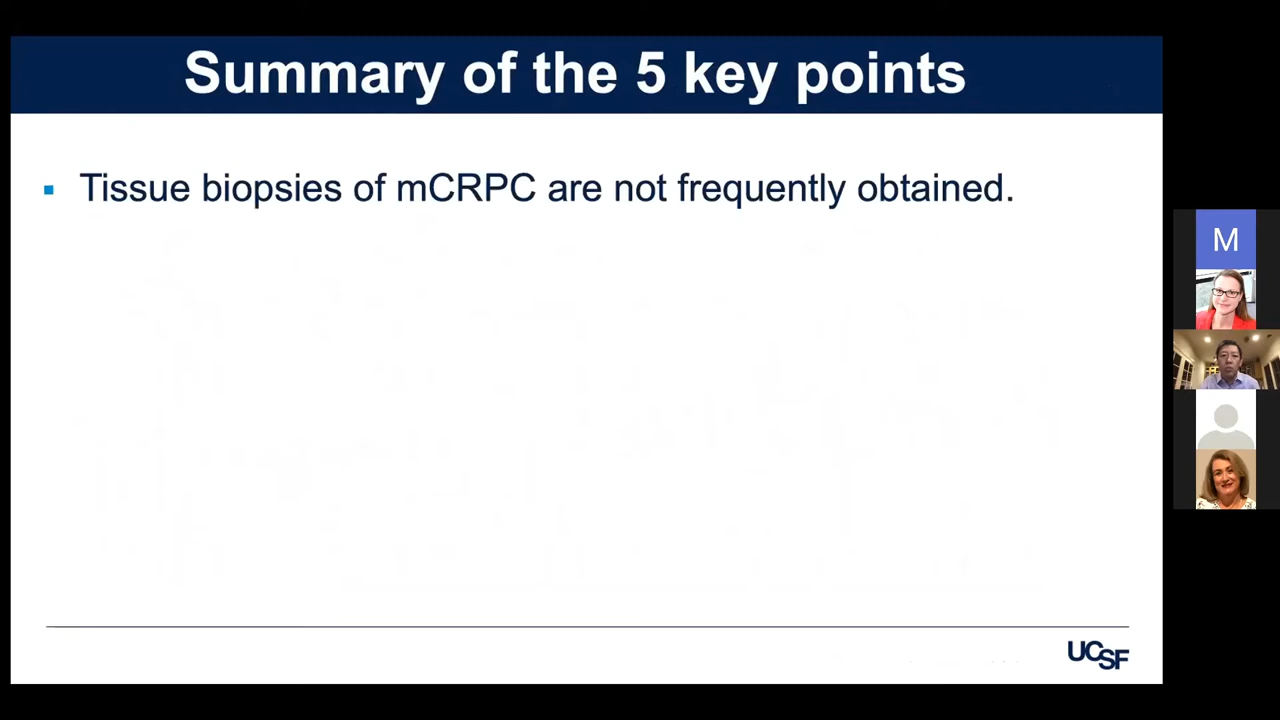 Summary of the 5 key points
Tissue biopsies of mCRPC are not frequently obtained.
M
UCSF